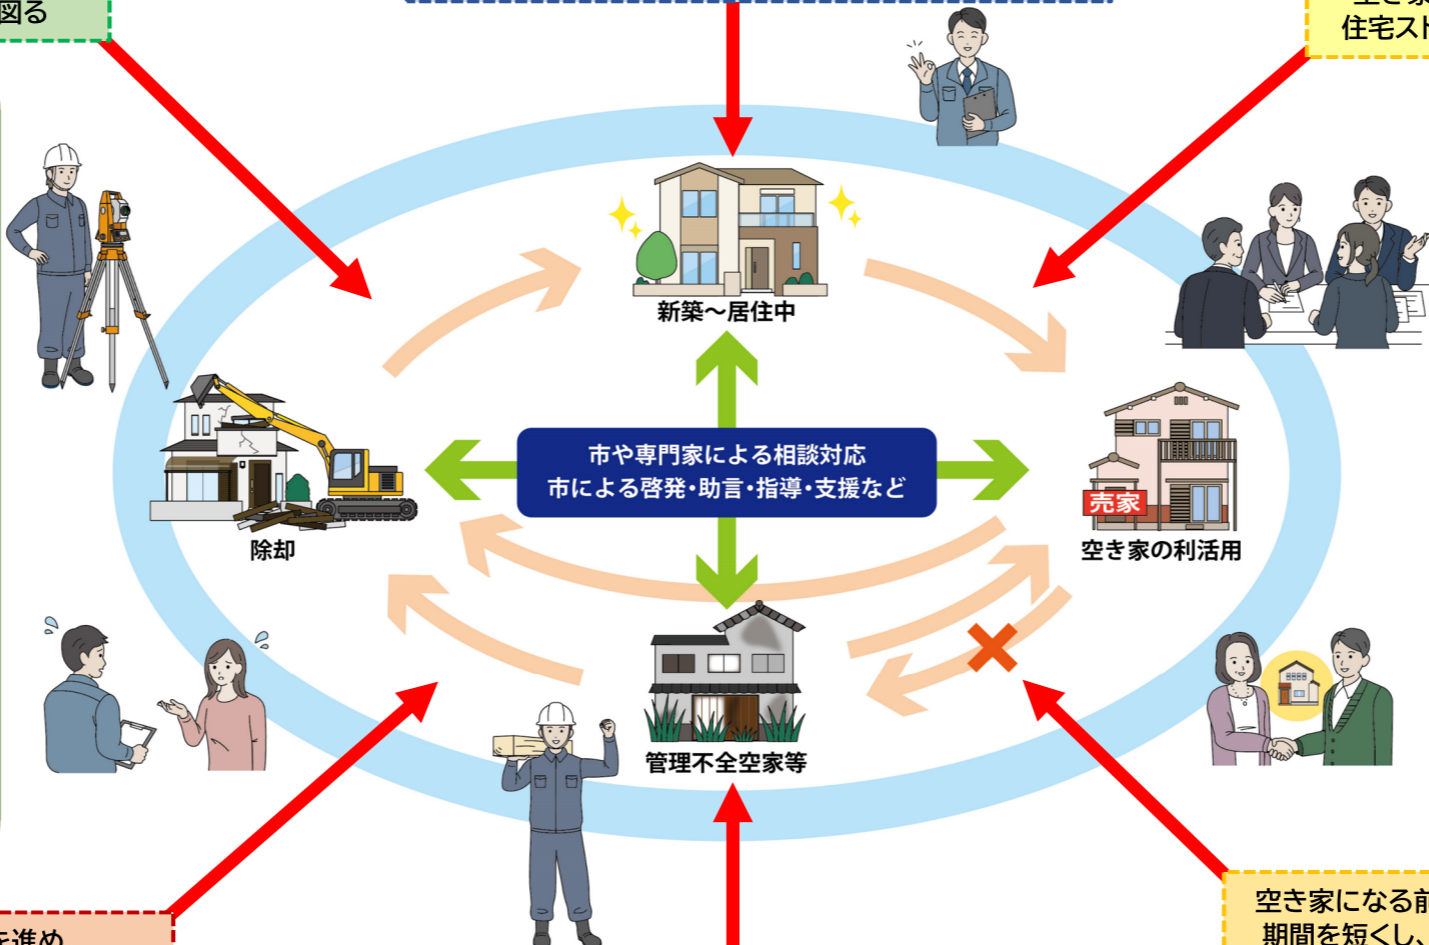 図る
住宅スト
新築～居住中
市や専門家による相談対応
市による啓発・助言・指導・支援など
売家
除却
空き家の利活用
管理不全空家等
空き家になる前
期間を短くし、
を進め